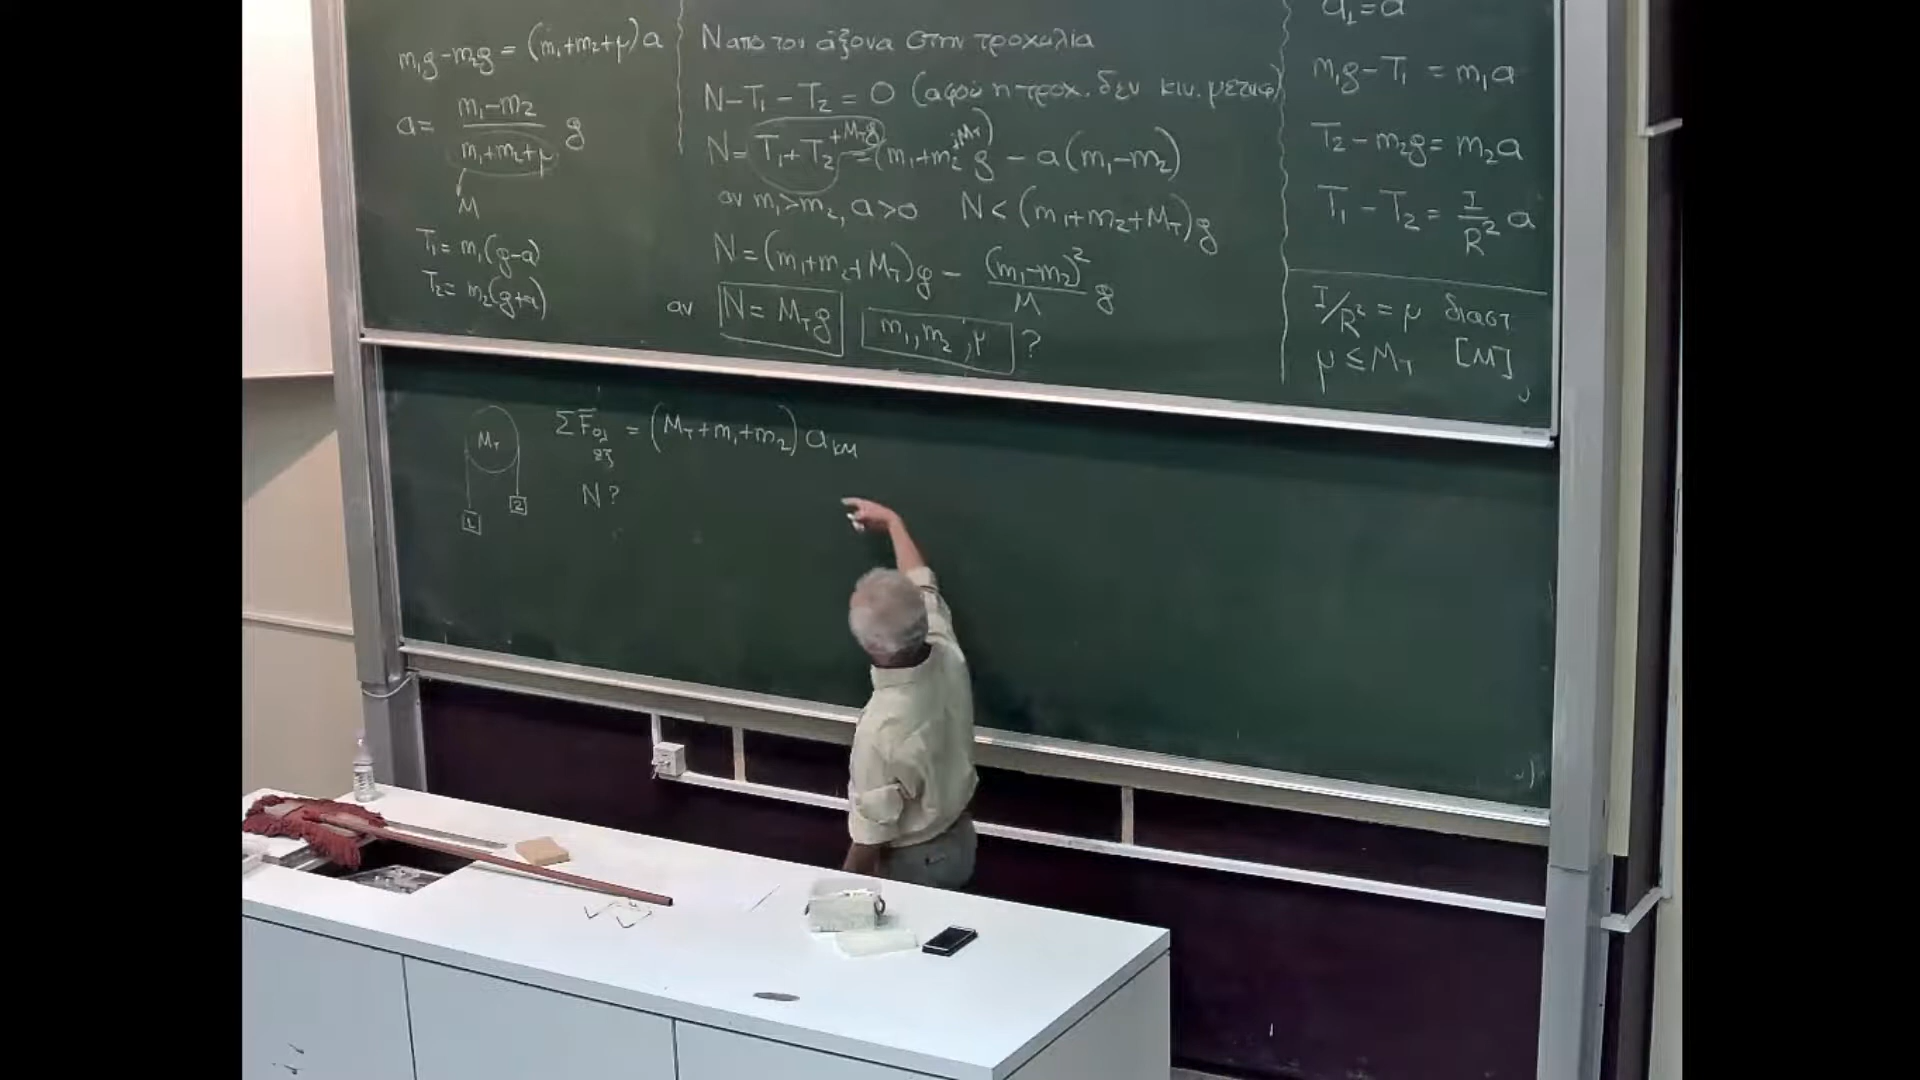 m₁g-m₂g = (m₁+m₂+μ)a
a = (m₁-m₂)/(m₁+m₂+μ) g
M
T₁ = m₁(g-a)
T₂ = m₂(g+a)
N από τον άξονα στην τροχαλία
N-T₁-T₂ = 0 (αφού η τροχ. δεν κιν. μεταφ)
N = T₁+T₂ +M_T g = (m₁+m₂ +M_T)g - a(m₁-m₂)
αν m₁>m₂, a>0 N < (m₁+m₂+M_T)g
N = (m₁+m₂+M_T)g - (m₁-m₂)²/M g
αν N = M_T g m₁, m₂, μ ?
a₁=a
m₁g-T₁ = m₁a
T₂-m₂g = m₂a
T₁-T₂ = I/R² a
I/R² = μ διαστ
μ ≤ M_T [M]
M_T
1
2
ΣF̄ολ εξ = (M_T+m₁+m₂) a_κμ
N?